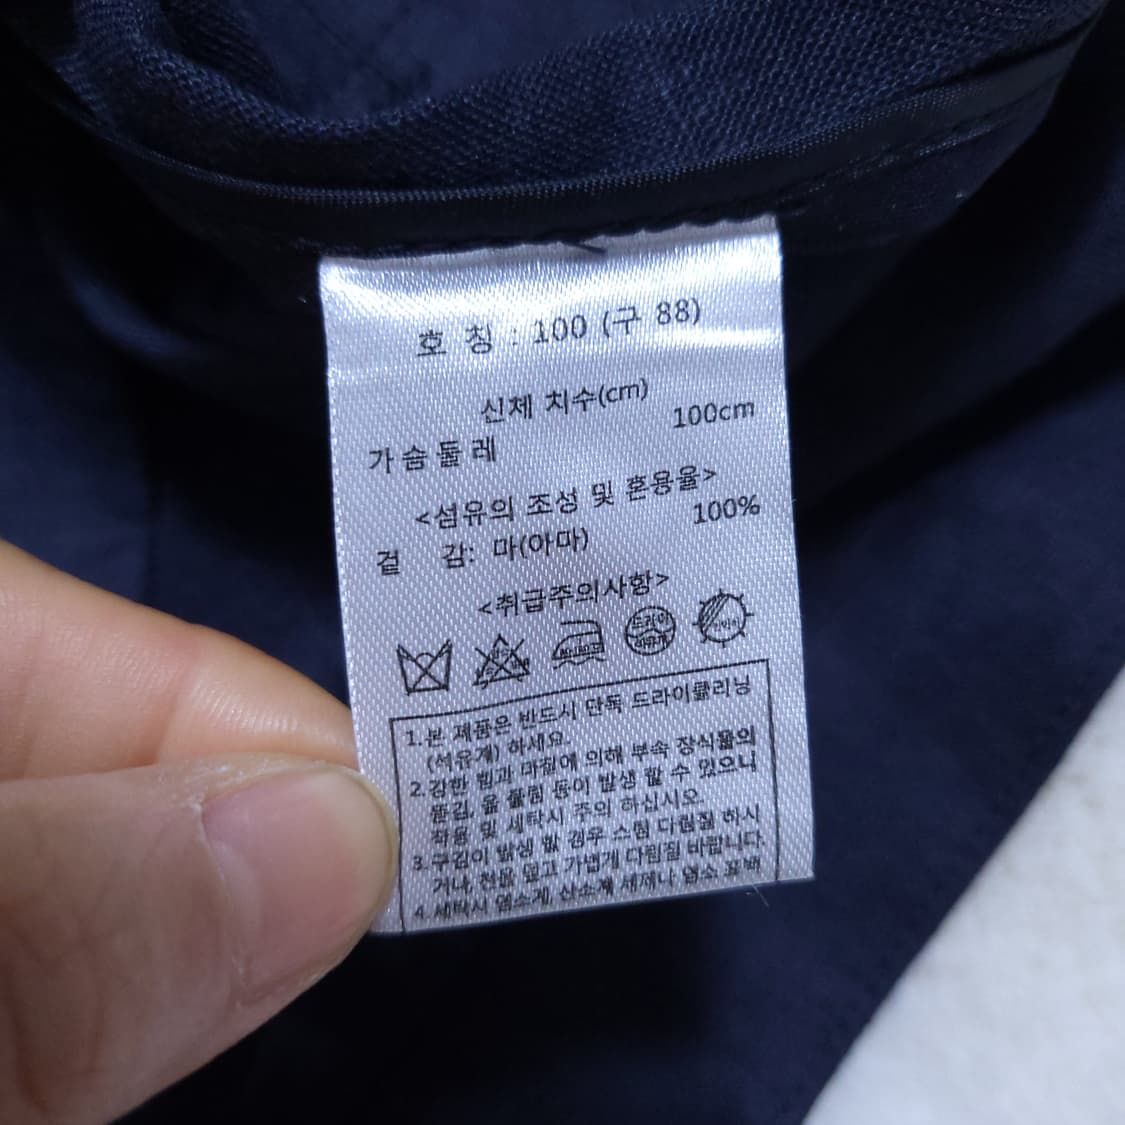 호 칭 : 100 (구 88)
신체 치수(cm)
가슴둘레 100cm
<섬유의 조성 및 혼용율>
겉 감: 마(아마) 100%
<취급주의사항>
드라이
1.본 제품은 반드시 단독 드라이클리닝
(석유계) 하세요.
2.강한 힘과 마찰에 의해 부속 장식물의
뜯김, 올 풀림 등이 발생 할 수 있으니
착용 및 세탁시 주의 하십시오.
3.구김이 발생 할 경우 스팀 다림질 하시
거나, 천을 덮고 가볍게 다림질 바랍니다.
4.세탁시 염소계, 산소계 세제나 염소 표백